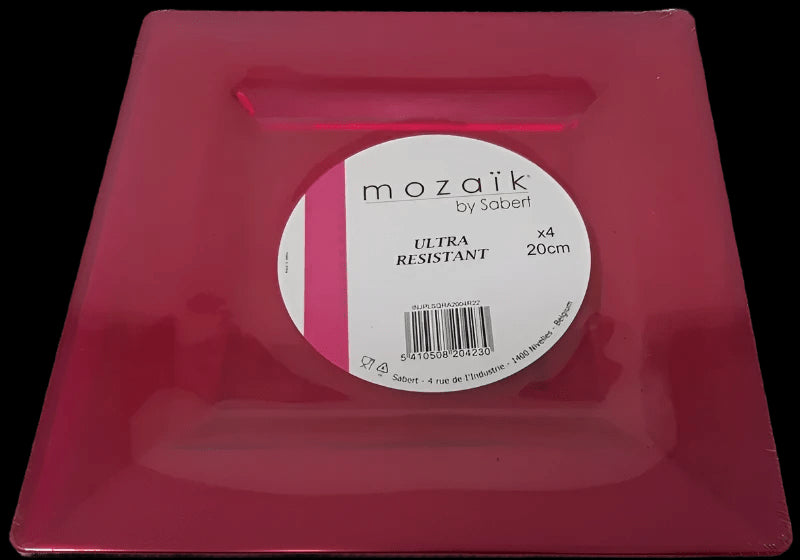 mozaïk
by Sabert
ULTRA
RESISTANT
x4
20cm
5 410508 204230
Sabert - 4 rue de l'Industrie - 1400 Nivelles - Belgium